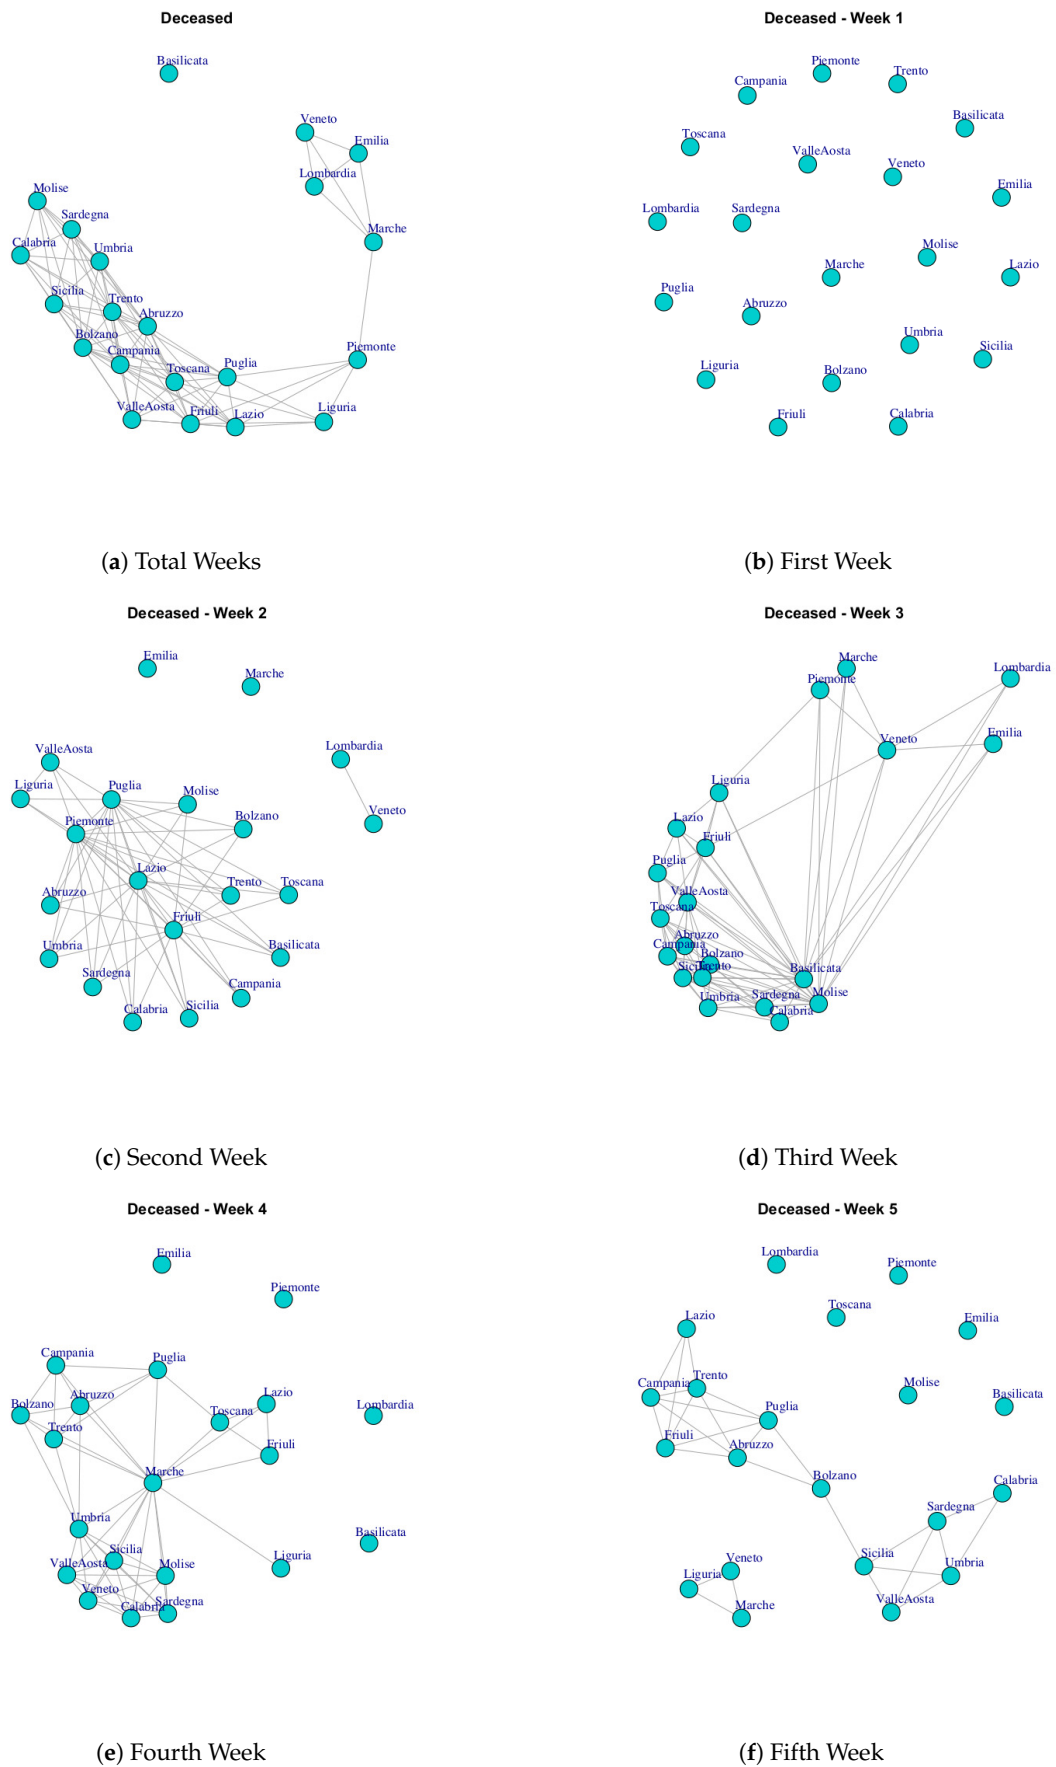 Deceased
Basilicata
Veneto
Emilia
Lombardia
Molise
Sardegna
Marche
Calabria
Umbria
Sicilia
Trento
Abruzzo
Bolzano
Campania
Piemonte
Puglia
Toscana
ValleAosta
Friuli
Lazio
Liguria
(a) Total Weeks
Deceased - Week 1
Piemonte
Trento
Campania
Basilicata
Toscana
ValleAosta
Veneto
Emilia
Lombardia
Sardegna
Molise
Marche
Lazio
Puglia
Abruzzo
Umbria
Sicilia
Liguria
Bolzano
Friuli
Calabria
(b) First Week
Deceased - Week 2
Emilia
Marche
ValleAosta
Lombardia
Liguria
Puglia
Molise
Veneto
Piemonte
Bolzano
Lazio
Trento
Toscana
Abruzzo
Friuli
Umbria
Basilicata
Sardegna
Campania
Calabria
Sicilia
(c) Second Week
Deceased - Week 3
Marche
Lombardia
Piemonte
Veneto
Emilia
Liguria
Lazio
Friuli
Puglia
ValleAosta
Toscana
Abruzzo
Campania
Bolzano
Sicilia
Trento
Basilicata
Umbria
Sardegna
Molise
Calabria
(d) Third Week
Deceased - Week 4
Emilia
Piemonte
Campania
Puglia
Abruzzo
Lazio
Bolzano
Toscana
Lombardia
Trento
Friuli
Marche
Umbria
Basilicata
Sicilia
Liguria
ValleAosta
Molise
Veneto
Calabria
Sardegna
(e) Fourth Week
Deceased - Week 5
Lombardia
Piemonte
Toscana
Lazio
Emilia
Campania
Trento
Molise
Basilicata
Puglia
Friuli
Abruzzo
Bolzano
Calabria
Sardegna
Sicilia
Veneto
Umbria
Liguria
ValleAosta
Marche
(f) Fifth Week